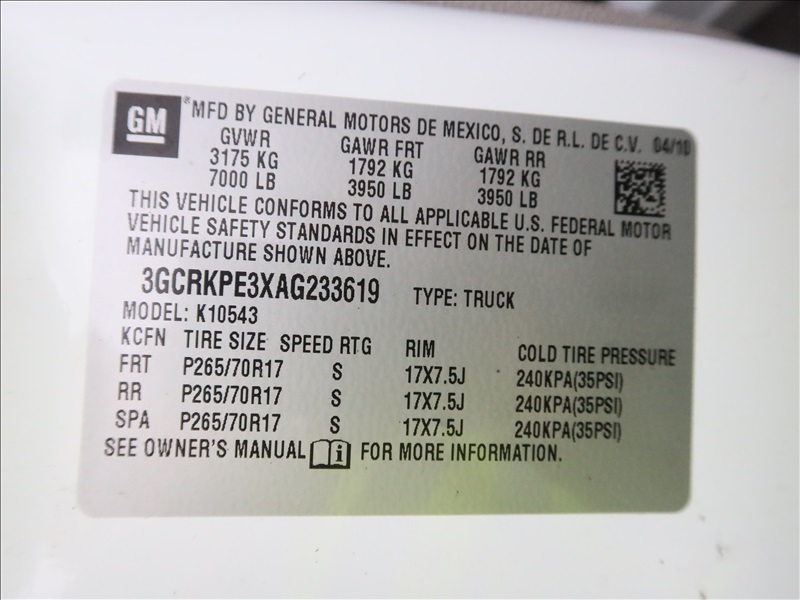 GM ®MFD BY GENERAL MOTORS DE MEXICO, S. DE R.L. DE C.V. 04/10
GVWR GAWR FRT GAWR RR
3175 KG 1792 KG 1792 KG
7000 LB 3950 LB 3950 LB
THIS VEHICLE CONFORMS TO ALL APPLICABLE U.S. FEDERAL MOTOR
VEHICLE SAFETY STANDARDS IN EFFECT ON THE DATE OF
MANUFACTURE SHOWN ABOVE.
3GCRKPE3XAG233619 TYPE: TRUCK
MODEL: K10543
KCFN TIRE SIZE SPEED RTG RIM COLD TIRE PRESSURE
FRT P265/70R17 S 17X7.5J 240KPA(35PSI)
RR P265/70R17 S 17X7.5J 240KPA(35PSI)
SPA P265/70R17 S 17X7.5J 240KPA(35PSI)
SEE OWNER'S MANUAL i FOR MORE INFORMATION.